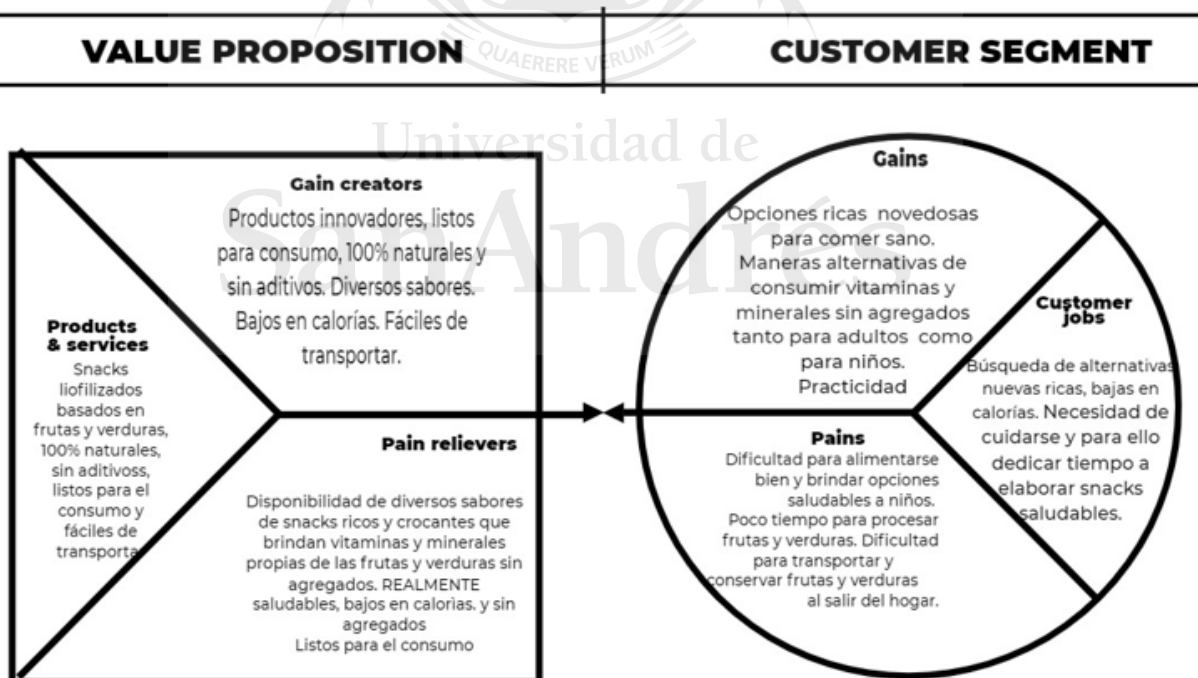 VALUE PROPOSITION
CUSTOMER SEGMENT
QUAERERE VERUM
Universidad de
SanAndrés
Gain creators
Productos innovadores, listos
para consumo, 100% naturales y
sin aditivos. Diversos sabores.
Bajos en calorías. Fáciles de
transportar.
Products
& services
Snacks
liofilizados
basados en
frutas y verduras,
100% naturales,
sin aditivoss,
listos para el
consumo y
fáciles de
transporta
Pain relievers
Disponibilidad de diversos sabores
de snacks ricos y crocantes que
brindan vitaminas y minerales
propias de las frutas y verduras sin
agregados. REALMENTE
saludables, bajos en calorìas. y sin
agregados
Listos para el consumo
Gains
Opciones ricas novedosas
para comer sano.
Maneras alternativas de
consumir vitaminas y
minerales sin agregados
tanto para adultos como
para niños.
Practicidad
Customer
jobs
Búsqueda de alternativas
nuevas ricas, bajas en
calorías. Necesidad de
cuidarse y para ello
dedicar tiempo a
elaborar snacks
saludables.
Pains
Dificultad para alimentarse
bien y brindar opciones
saludables a niños.
Poco tiempo para procesar
frutas y verduras. Dificultad
para transportar y
conservar frutas y verduras
al salir del hogar.